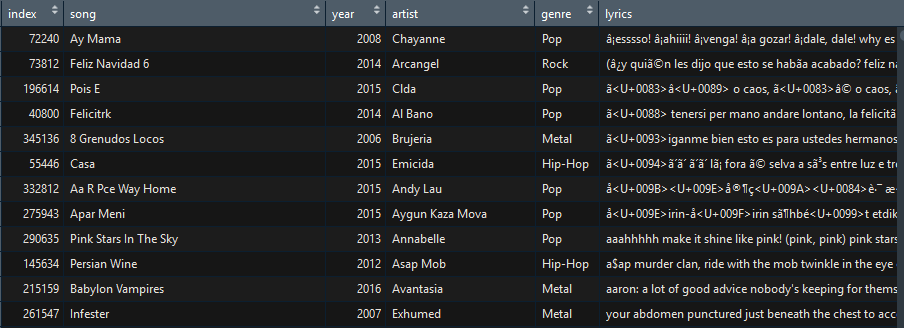 index song year artist genre lyrics
72240 Ay Mama 2008 Chayanne Pop â¡esssso! â¡ahiiii! â¡venga! â¡a gozar! â¡dale, dale! why es
73812 Feliz Navidad 6 2014 Arcangel Rock (â¿y quiã©n les dijo que esto se habãa acabado? feliz na
196614 Pois E 2015 Clda Pop ã<U+0083>â<U+0089> o caos, ã<U+0083>â© o caos,
40800 Felicitrk 2014 Al Bano Pop ã<U+0088> tenersi per mano andare lontano, la felicitã
345136 8 Grenudos Locos 2006 Brujeria Metal ã<U+0093>iganme bien esto es para ustedes hermanos
55446 Casa 2015 Emicida Hip-Hop ã<U+0094>ã´ã´ã´ã´ lã¡ fora ã© selva a sã³s entre luz e tre
332812 Aa R Pce Way Home 2015 Andy Lau Pop å<U+009B><U+009E>å®¶ç<U+009A><U+0084>è·¯ æ
275943 Apar Meni 2015 Aygun Kaza Mova Pop å<U+009E>irin-å<U+009F>irin sã¶hbé<U+0099>t etdik
290635 Pink Stars In The Sky 2013 Annabelle Pop aaahhhhh make it shine like pink! (pink, pink) pink stars
145634 Persian Wine 2012 Asap Mob Hip-Hop a$ap murder clan, ride with the mob twinkle in the eye
215159 Babylon Vampires 2016 Avantasia Metal aaron: a lot of good advice nobody's keeping for thems
261547 Infester 2007 Exhumed Metal your abdomen punctured just beneath the chest to acc